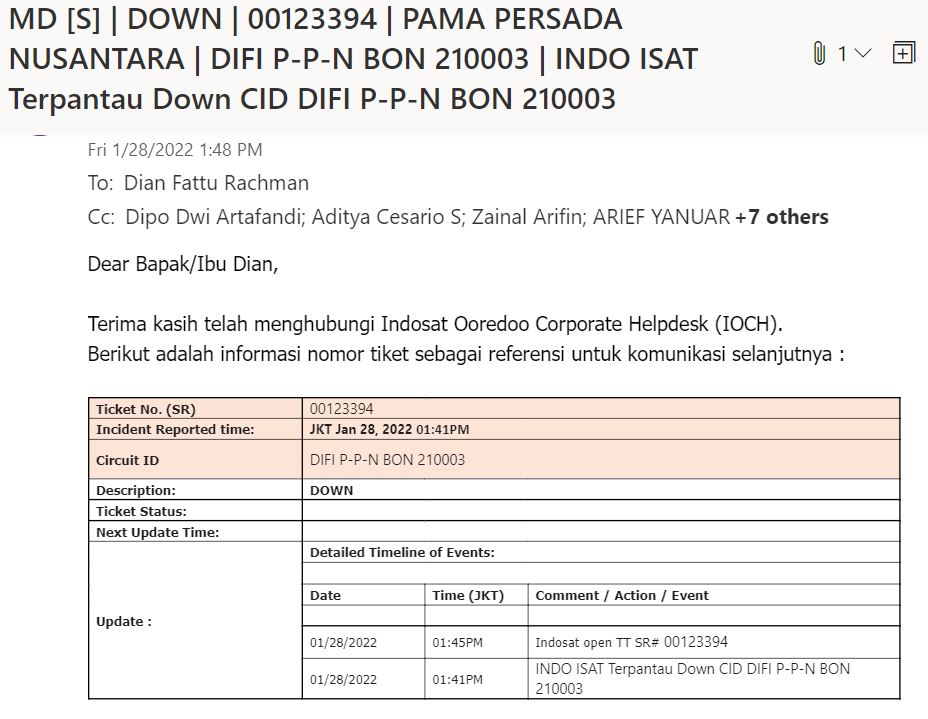 MD [S] | DOWN | 00123394 | PAMA PERSADA
NUSANTARA | DIFI P-P-N BON 210003 | INDO ISAT
Terpantau Down CID DIFI P-P-N BON 210003
1
Fri 1/28/2022 1:48 PM
To: Dian Fattu Rachman
Cc: Dipo Dwi Artafandi; Aditya Cesario S; Zainal Arifin; ARIEF YANUAR +7 others
Dear Bapak/Ibu Dian,
Terima kasih telah menghubungi Indosat Ooredoo Corporate Helpdesk (IOCH).
Berikut adalah informasi nomor tiket sebagai referensi untuk komunikasi selanjutnya :
Ticket No. (SR) 00123394
Incident Reported time: JKT Jan 28, 2022 01:41PM
Circuit ID DIFI P-P-N BON 210003
Description: DOWN
Ticket Status:
Next Update Time:
Detailed Timeline of Events:
Date Time (JKT) Comment / Action / Event
Update :
01/28/2022 01:45PM Indosat open TT SR# 00123394
01/28/2022 01:41PM INDO ISAT Terpantau Down CID DIFI P-P-N BON
210003